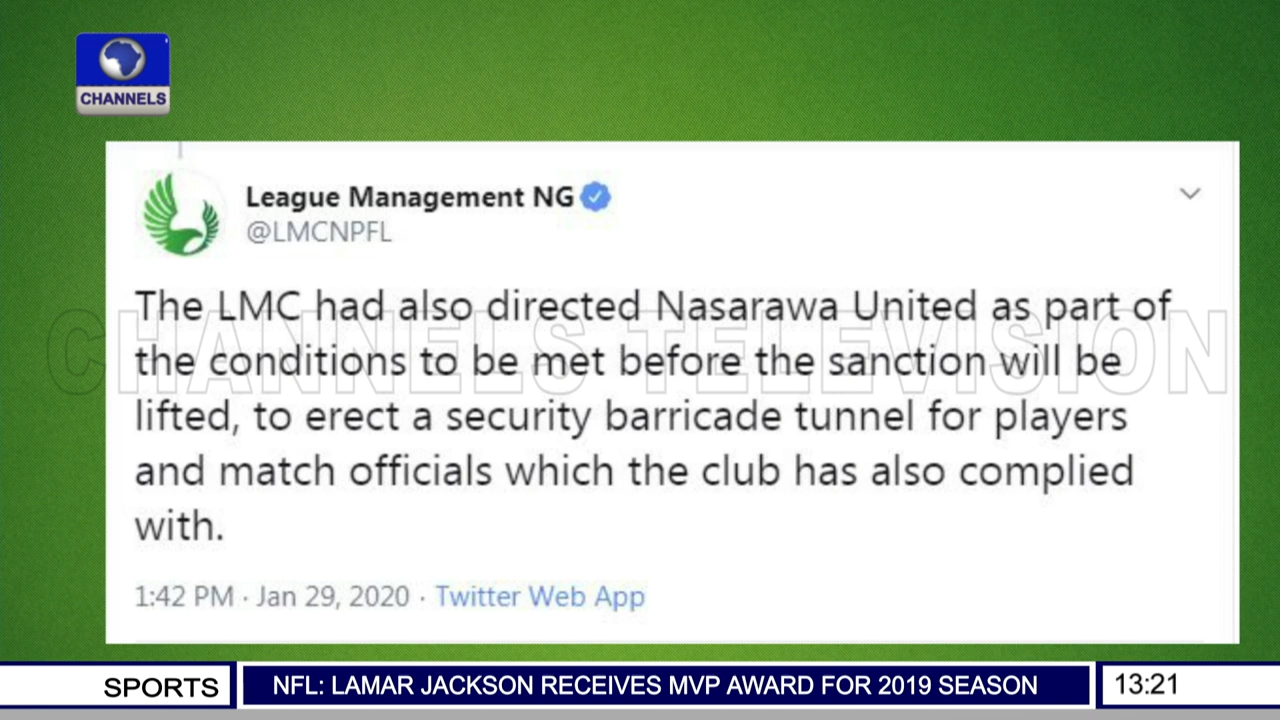 CHANNELS
League Management NG
@LMCNPFL
The LMC had also directed Nasarawa United as part of
the conditions to be met before the sanction will be
lifted, to erect a security barricade tunnel for players
and match officials which the club has also complied
with.
CHANNELS TELEVISION
1:42 PM · Jan 29, 2020 · Twitter Web App
SPORTS
NFL: LAMAR JACKSON RECEIVES MVP AWARD FOR 2019 SEASON
13:21